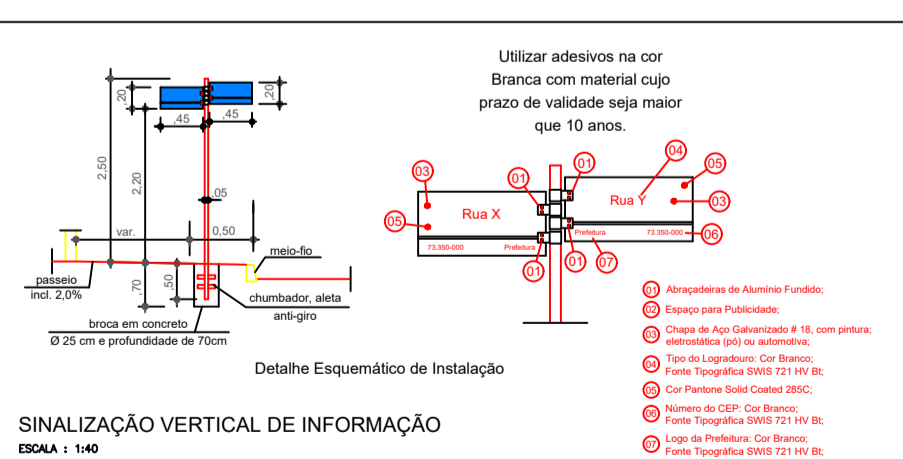 Utilizar adesivos na cor
Branca com material cujo
prazo de validade seja maior
que 10 anos.
,20
,20
,45
,45
2,50
2,20
,05
var.
0,50
meio-fio
passeio
incl. 2,0%
,70
,50
chumbador, aleta
anti-giro
broca em concreto
Ø 25 cm e profundidade de 70cm
Detalhe Esquemático de Instalação
03
01
01
04
05
Rua X
Rua Y
03
05
73.350-000
Prefeitura
Prefeitura
73.350-000
06
01
01
07
01 Abraçadeiras de Alumínio Fundido;
02 Espaço para Publicidade;
03 Chapa de Aço Galvanizado # 18, com pintura;
eletrostática (pó) ou automotiva;
04 Tipo do Logradouro: Cor Branco;
Fonte Tipográfica SWIS 721 HV Bt;
05 Cor Pantone Solid Coated 285C;
06 Número do CEP: Cor Branco;
Fonte Tipográfica SWIS 721 HV Bt;
07 Logo da Prefeitura: Cor Branco;
Fonte Tipográfica SWIS 721 HV Bt;
SINALIZAÇÃO VERTICAL DE INFORMAÇÃO
ESCALA : 1:40